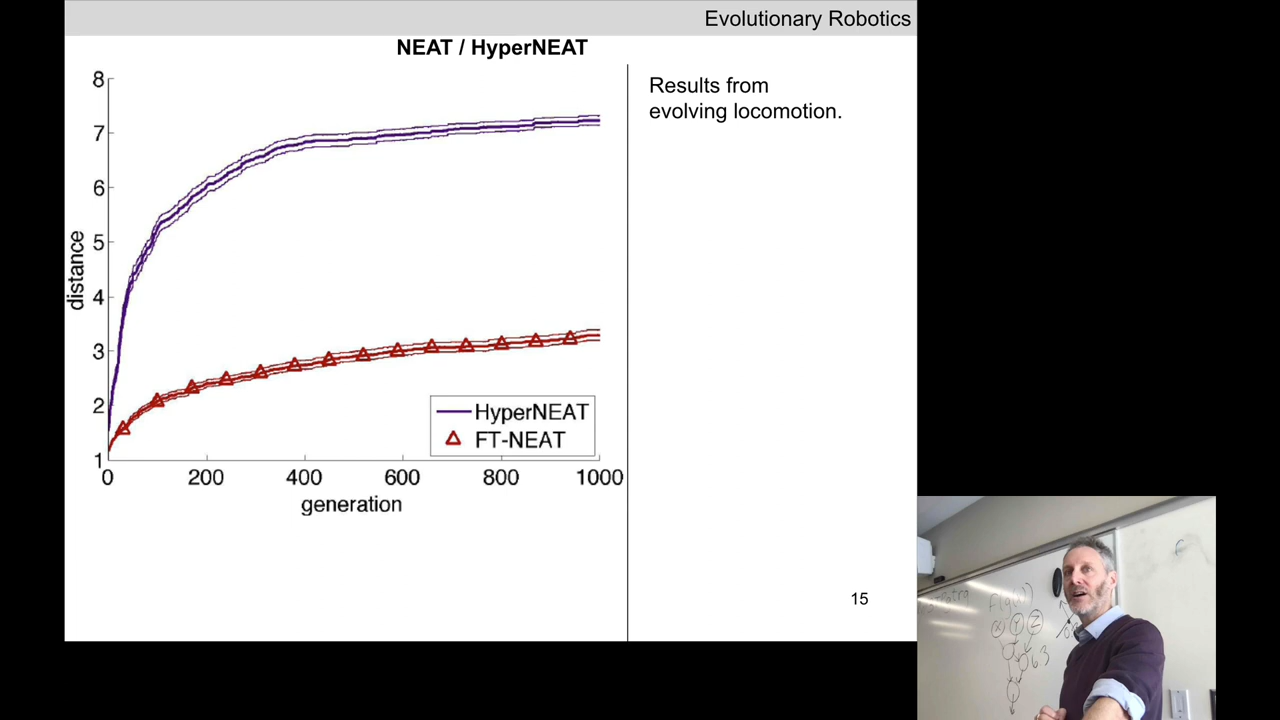 Evolutionary Robotics
NEAT / HyperNEAT
8
7
6
5
4
3
2
1
distance
0
200
400
600
800
1000
generation
HyperNEAT
FT-NEAT
Results from
evolving locomotion.
15
X Y Z